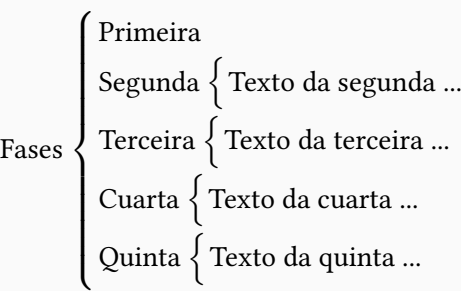 Primeira
Segunda { Texto da segunda ...
Fases { Terceira { Texto da terceira ...
Cuarta { Texto da cuarta ...
Quinta { Texto da quinta ...